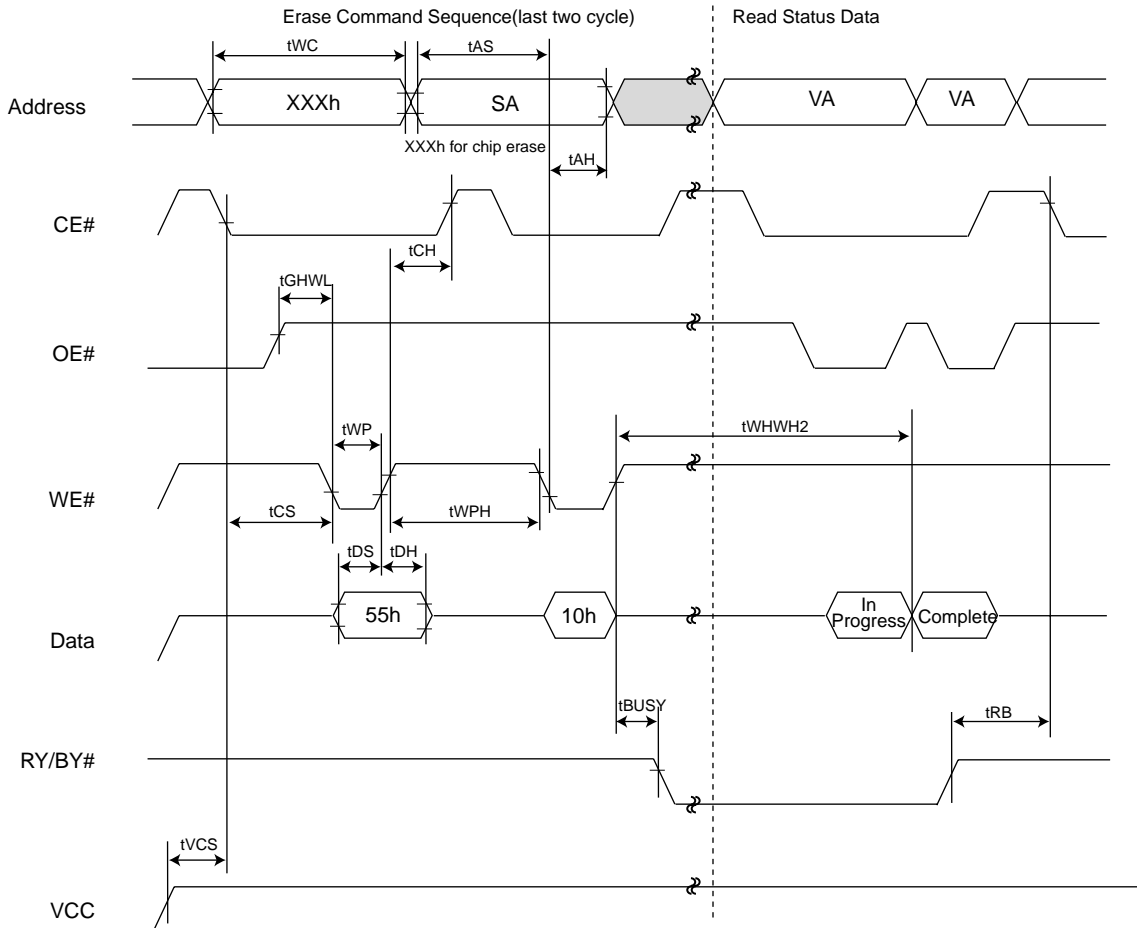 Erase Command Sequence(last two cycle)
Read Status Data
tWC
tAS
Address
XXXh
SA
VA
VA
XXXh for chip erase
tAH
CE#
tCH
tGHWL
OE#
tWP
tWHWH2
WE#
tCS
tWPH
tDS
tDH
55h
10h
In
Progress
Complete
Data
tBUSY
tRB
RY/BY#
tVCS
VCC